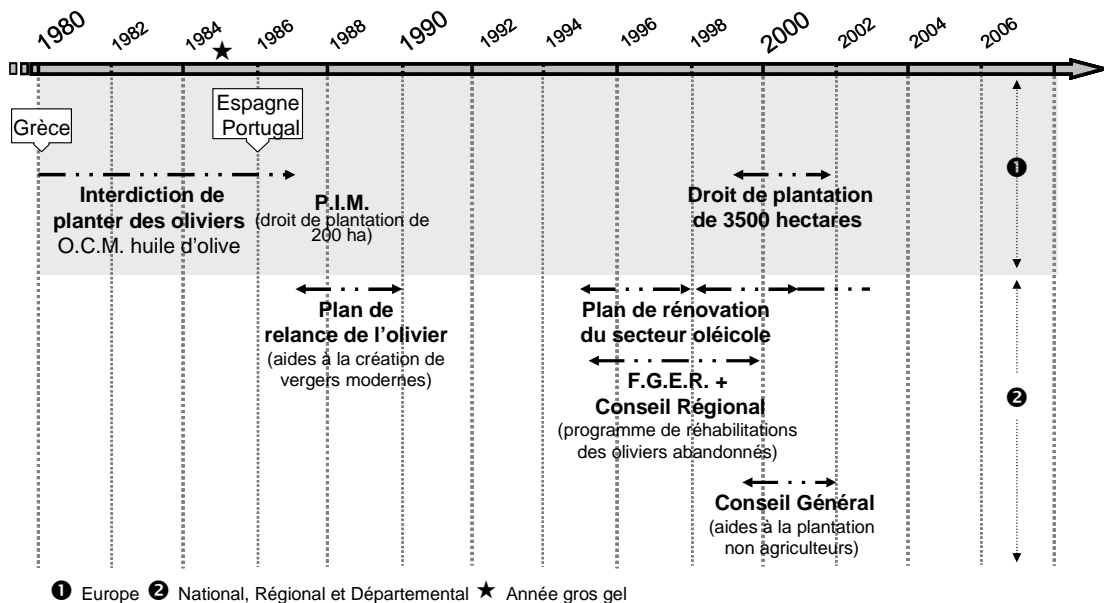 1980 1982 1984 1986 1988 1990 1992 1994 1996 1998 2000 2002 2004 2006
★
Grèce
Espagne
Portugal
Interdiction de
planter des oliviers
O.C.M. huile d'olive
P.I.M.
(droit de plantation de
200 ha)
Droit de plantation
de 3500 hectares
❶
Plan de
relance de l'olivier
(aides à la création de
vergers modernes)
Plan de rénovation
du secteur oléicole
F.G.E.R. +
Conseil Régional
(programme de réhabilitations
des oliviers abandonnés)
❷
Conseil Général
(aides à la plantation
non agriculteurs)
❶ Europe ❷ National, Régional et Départemental ★ Année gros gel